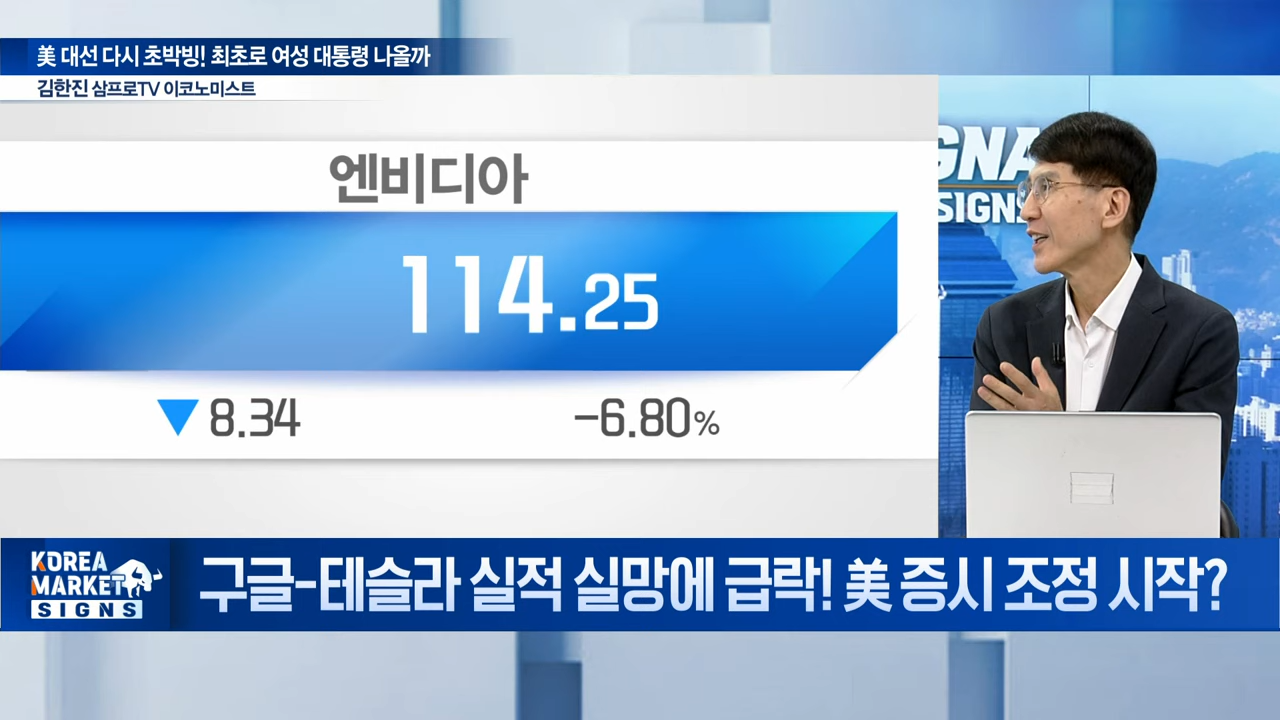 美 대선 다시 초박빙! 최초로 여성 대통령 나올까
김한진 삼프로TV 이코노미스트
엔비디아
114.25
▼ 8.34 -6.80%
GNA
SIGNS
KOREA
MARKET
SIGNS
구글-테슬라 실적 실망에 급락! 美 증시 조정 시작?